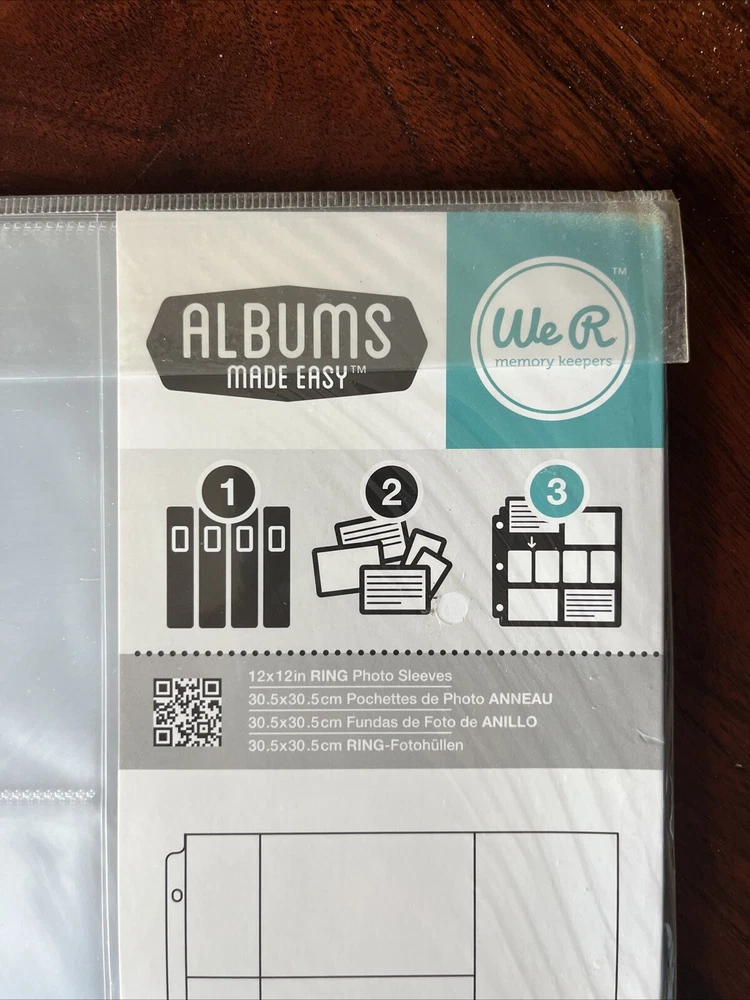 ALBUMS
MADE EASY™
We R™
memory keepers
1
2
3
12x12in RING Photo Sleeves
30.5x30.5cm Pochettes de Photo ANNEAU
30.5x30.5cm Fundas de Foto de ANILLO
30.5x30.5cm RING-Fotohüllen